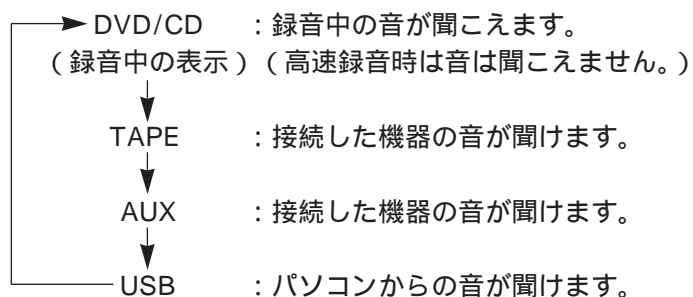 DVD/CD ：録音中の音が聞こえます。
（録音中の表示）（高速録音時は音は聞こえません。）
TAPE ：接続した機器の音が聞けます。
AUX ：接続した機器の音が聞けます。
USB ：パソコンからの音が聞けます。